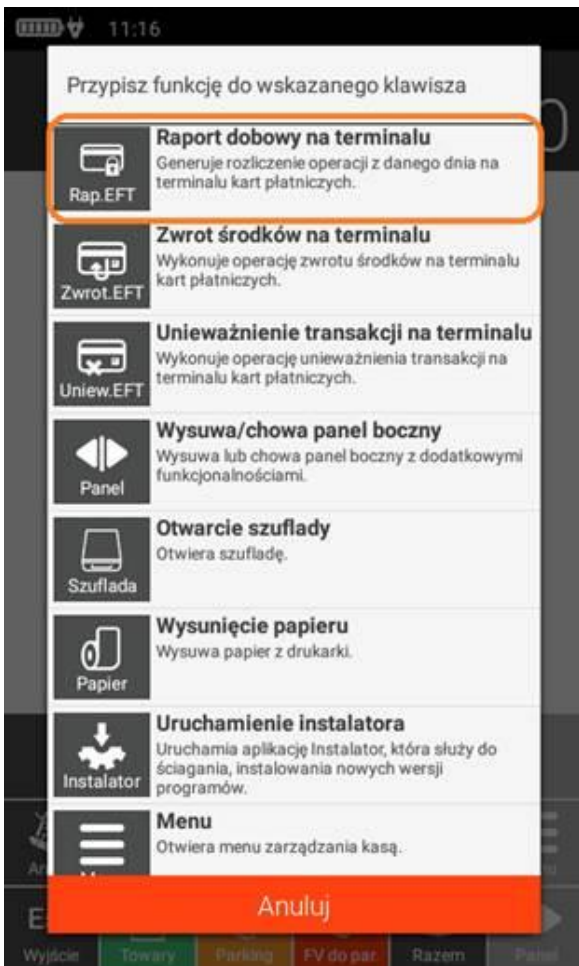 11:16
Przypisz funkcję do wskazanego klawisza
0
Raport dobowy na terminalu
Generuje rozliczenie operacji z danego dnia na
terminalu kart płatniczych.
Rap.EFT
Zwrot środków na terminalu
Wykonuje operację zwrotu środków na terminalu
kart płatniczych.
Zwrot.EFT
Unieważnienie transakcji na terminalu
Wykonuje operację unieważnienia transakcji na
terminalu kart płatniczych.
Uniew.EFT
Wysuwa/chowa panel boczny
Wysuwa lub chowa panel boczny z dodatkowymi
funkcjonalnościami.
Panel
Otwarcie szuflady
Otwiera szufladę.
Szuflada
Wysunięcie papieru
Wysuwa papier z drukarki.
Papier
Uruchamienie instalatora
Uruchamia aplikację Instalator, która służy do
ściagania, instalowania nowych wersji
programów.
Instalator
Menu
Otwiera menu zarządzania kasą.
Anuluj
Wyjście Towary Parking FV do par. Razem Panel